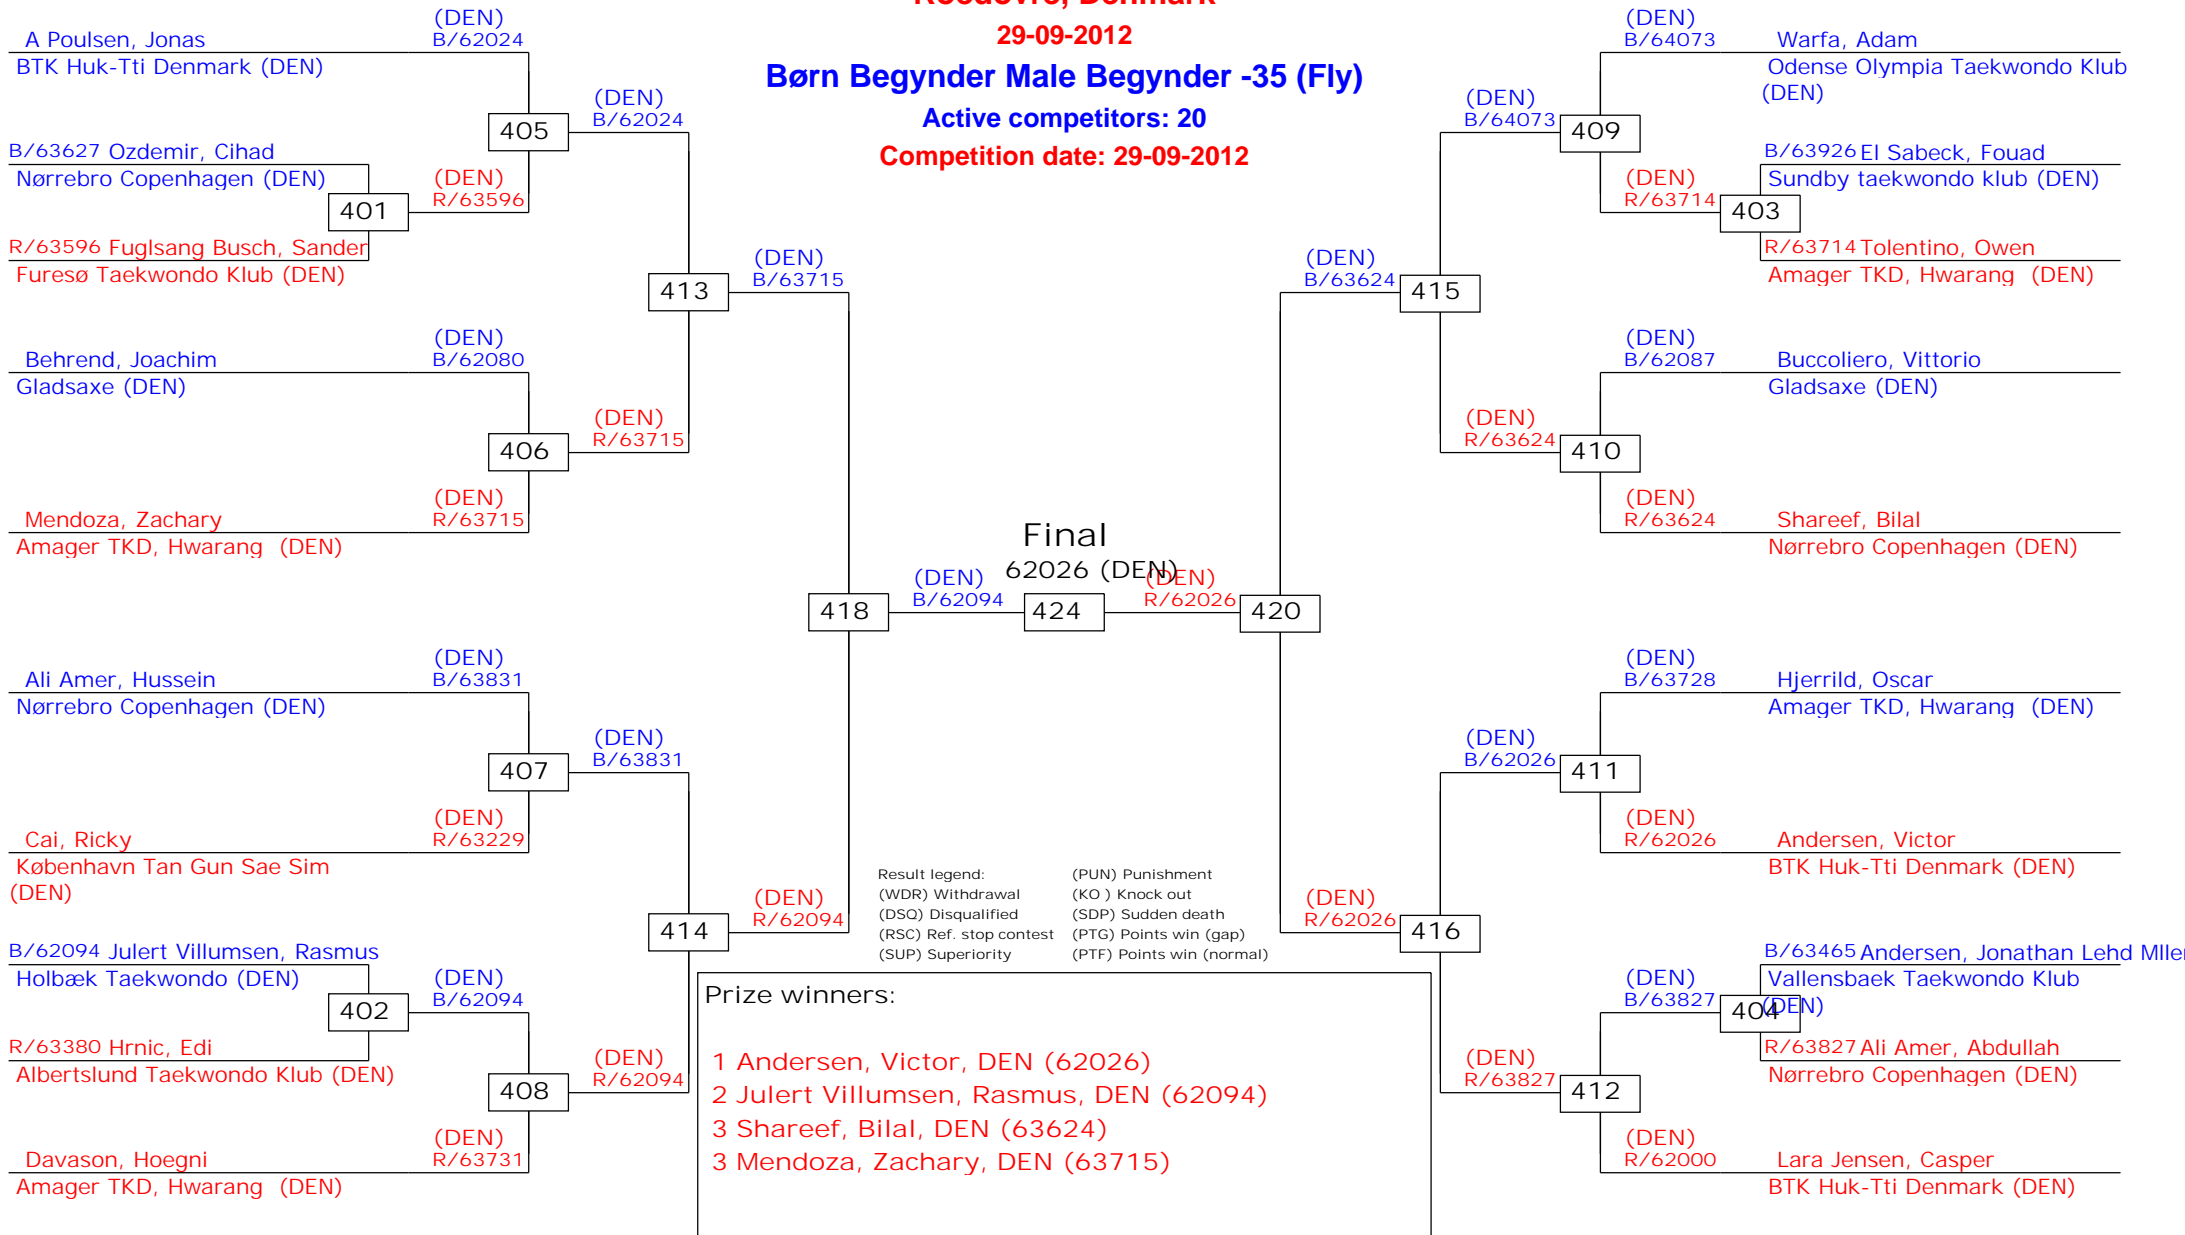 Roedovre, Denmark
29-09-2012
Børn Begynder Male Begynder -35 (Fly)
Active competitors: 20
Competition date: 29-09-2012
(DEN)
A Poulsen, Jonas B/62024
BTK Huk-Tti Denmark (DEN)
(DEN)
B/62024
405
B/63627 Ozdemir, Cihad
Nørrebro Copenhagen (DEN)
(DEN)
R/63596
401
R/63596 Fuglsang Busch, Sander
Furesø Taekwondo Klub (DEN)
(DEN)
B/63715
413
(DEN)
Behrend, Joachim B/62080
Gladsaxe (DEN)
(DEN)
R/63715
406
(DEN)
Mendoza, Zachary R/63715
Amager TKD, Hwarang (DEN)
Final
62026 (DEN)
(DEN)
B/62094
(DEN)
R/62026
418
424
420
(DEN)
Ali Amer, Hussein B/63831
Nørrebro Copenhagen (DEN)
(DEN)
B/63831
407
(DEN)
Cai, Ricky R/63229
København Tan Gun Sae Sim
(DEN)
(DEN)
R/62094
414
B/62094 Julert Villumsen, Rasmus
Holbæk Taekwondo (DEN)
(DEN)
B/62094
402
R/63380 Hrnic, Edi
Albertslund Taekwondo Klub (DEN)
(DEN)
R/62094
408
(DEN)
Davason, Hoegni R/63731
Amager TKD, Hwarang (DEN)
(DEN)
B/64073 Warfa, Adam
Odense Olympia Taekwondo Klub
(DEN)
(DEN)
B/64073
409
B/63926 El Sabeck, Fouad
Sundby taekwondo klub (DEN)
(DEN)
R/63714
403
R/63714 Tolentino, Owen
Amager TKD, Hwarang (DEN)
(DEN)
B/63624
415
(DEN)
B/62087 Buccoliero, Vittorio
Gladsaxe (DEN)
(DEN)
R/63624
410
(DEN)
R/63624 Shareef, Bilal
Nørrebro Copenhagen (DEN)
(DEN)
B/63728 Hjerrild, Oscar
Amager TKD, Hwarang (DEN)
(DEN)
B/62026
411
(DEN)
R/62026 Andersen, Victor
BTK Huk-Tti Denmark (DEN)
(DEN)
R/62026
416
B/63465 Andersen, Jonathan Lehd Mller
Vallensbaek Taekwondo Klub
(DEN)
(DEN)
B/63827
404
R/63827 Ali Amer, Abdullah
Nørrebro Copenhagen (DEN)
(DEN)
R/63827
412
(DEN)
R/62000 Lara Jensen, Casper
BTK Huk-Tti Denmark (DEN)
Result legend: (PUN) Punishment
(WDR) Withdrawal (KO ) Knock out
(DSQ) Disqualified (SDP) Sudden death
(RSC) Ref. stop contest (PTG) Points win (gap)
(SUP) Superiority (PTF) Points win (normal)
Prize winners:
1 Andersen, Victor, DEN (62026)
2 Julert Villumsen, Rasmus, DEN (62094)
3 Shareef, Bilal, DEN (63624)
3 Mendoza, Zachary, DEN (63715)